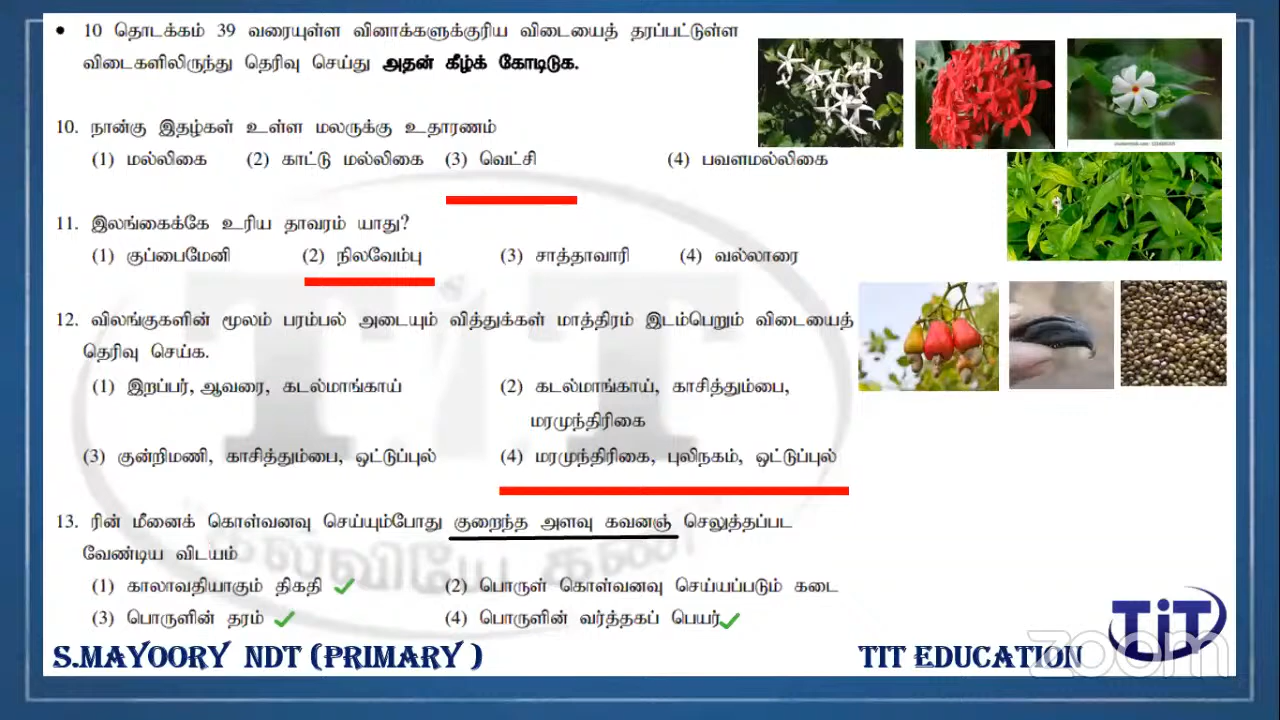 • 10 தொடக்கம் 39 வரையுள்ள வினாக்களுக்குரிய விடையைத் தரப்பட்டுள்ள
விடைகளிலிருந்து தெரிவு செய்து அதன் கீழ்க் கோடிடுக.
10. நான்கு இதழ்கள் உள்ள மலருக்கு உதாரணம்
(1) மல்லிகை (2) காட்டு மல்லிகை (3) வெட்சி (4) பவளமல்லிகை
11. இலங்கைக்கே உரிய தாவரம் யாது?
(1) குப்பைமேனி (2) நிலவேம்பு (3) சாத்தாவாரி (4) வல்லாரை
12. விலங்குகளின் மூலம் பரம்பல் அடையும் வித்துக்கள் மாத்திரம் இடம்பெறும் விடையைத்
தெரிவு செய்க.
(1) இறப்பர், ஆவரை, கடல்மாங்காய் (2) கடல்மாங்காய், காசித்தும்பை,
மரமுந்திரிகை
(3) குன்றிமணி, காசித்தும்பை, ஒட்டுப்புல் (4) மரமுந்திரிகை, புலிநகம், ஒட்டுப்புல்
13. ரின் மீனைக் கொள்வனவு செய்யும்போது குறைந்த அளவு கவனஞ் செலுத்தப்பட
வேண்டிய விடயம்
(1) காலாவதியாகும் திகதி (2) பொருள் கொள்வனவு செய்யப்படும் கடை
(3) பொருளின் தரம் (4) பொருளின் வர்த்தகப் பெயர்
S.MAYOORY NDT (PRIMARY ) TIT EDUCATION
TiT
zoom
TIT